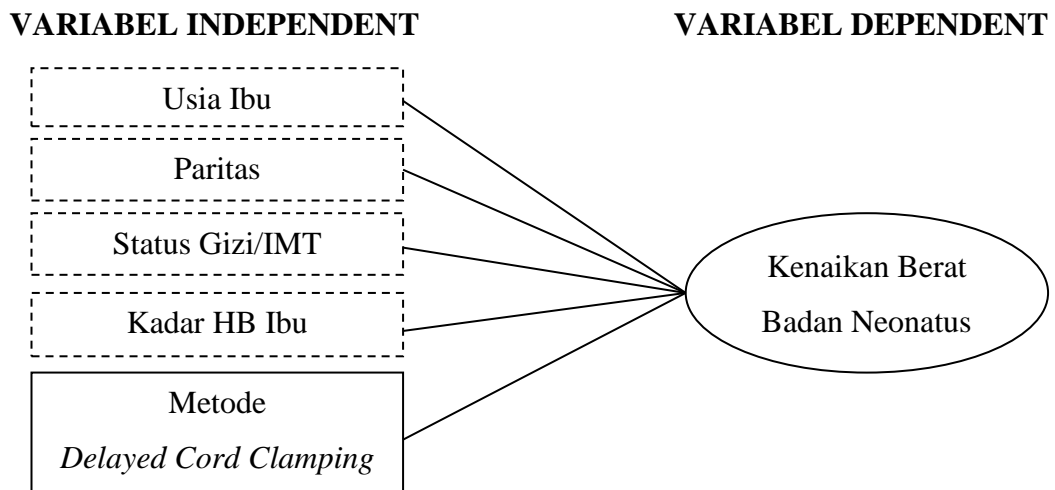 VARIABEL INDEPENDENT
VARIABEL DEPENDENT
Usia Ibu
Paritas
Status Gizi/IMT
Kadar HB Ibu
Metode
Delayed Cord Clamping
Kenaikan Berat
Badan Neonatus